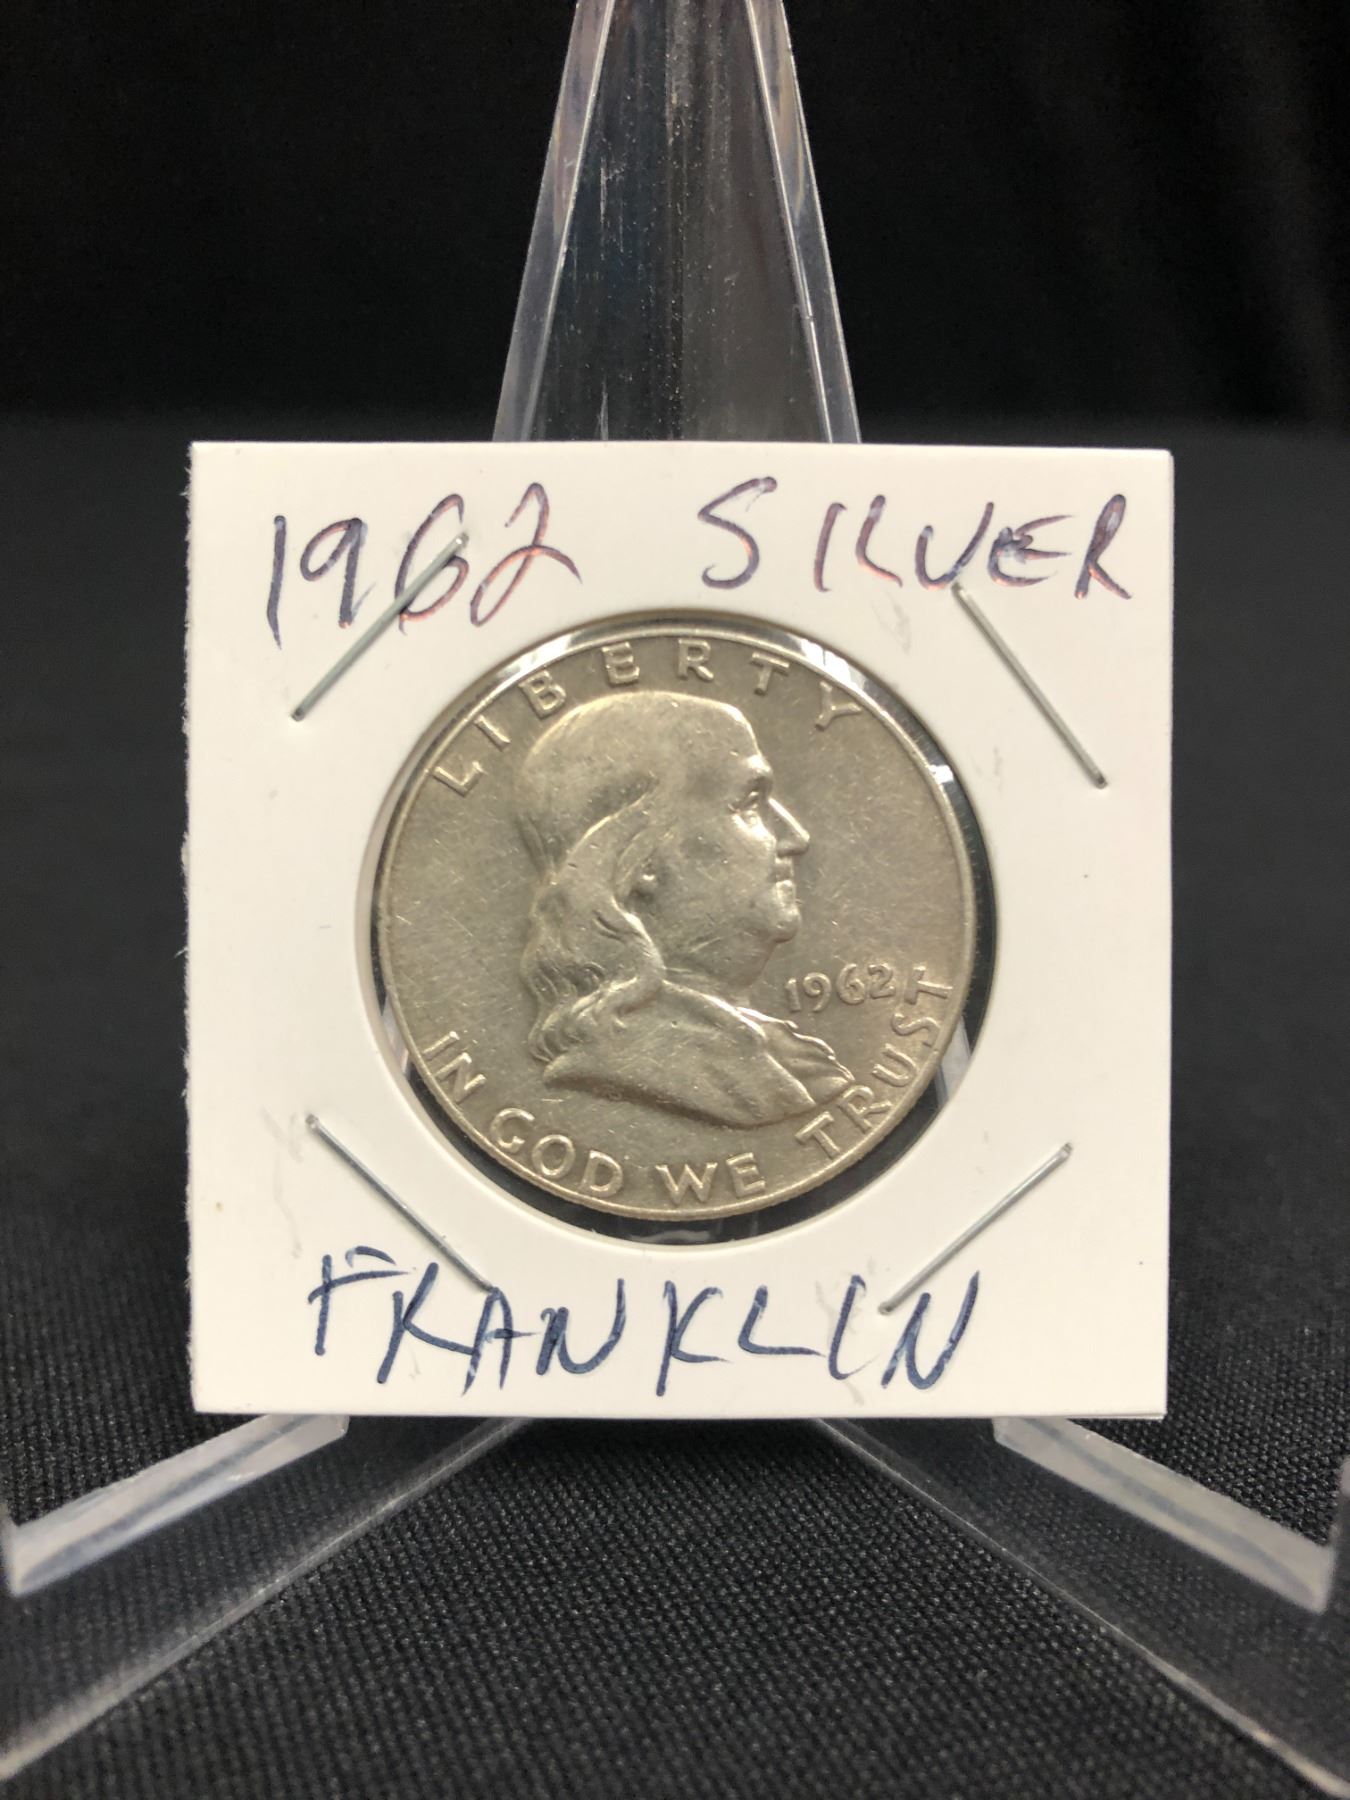 1962 SILVER
LIBERTY
1962
IN GOD WE TRUST
FRANKLIN